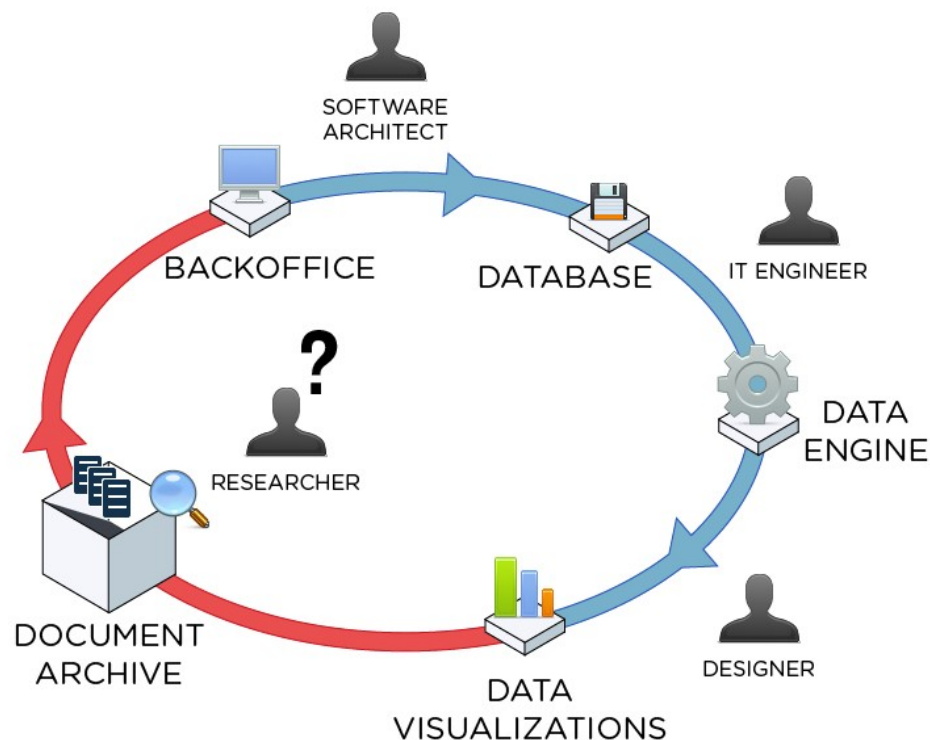 SOFTWARE
ARCHITECT
BACKOFFICE
DATABASE
IT ENGINEER
?
DATA
ENGINE
RESEARCHER
DOCUMENT
ARCHIVE
DESIGNER
DATA
VISUALIZATIONS